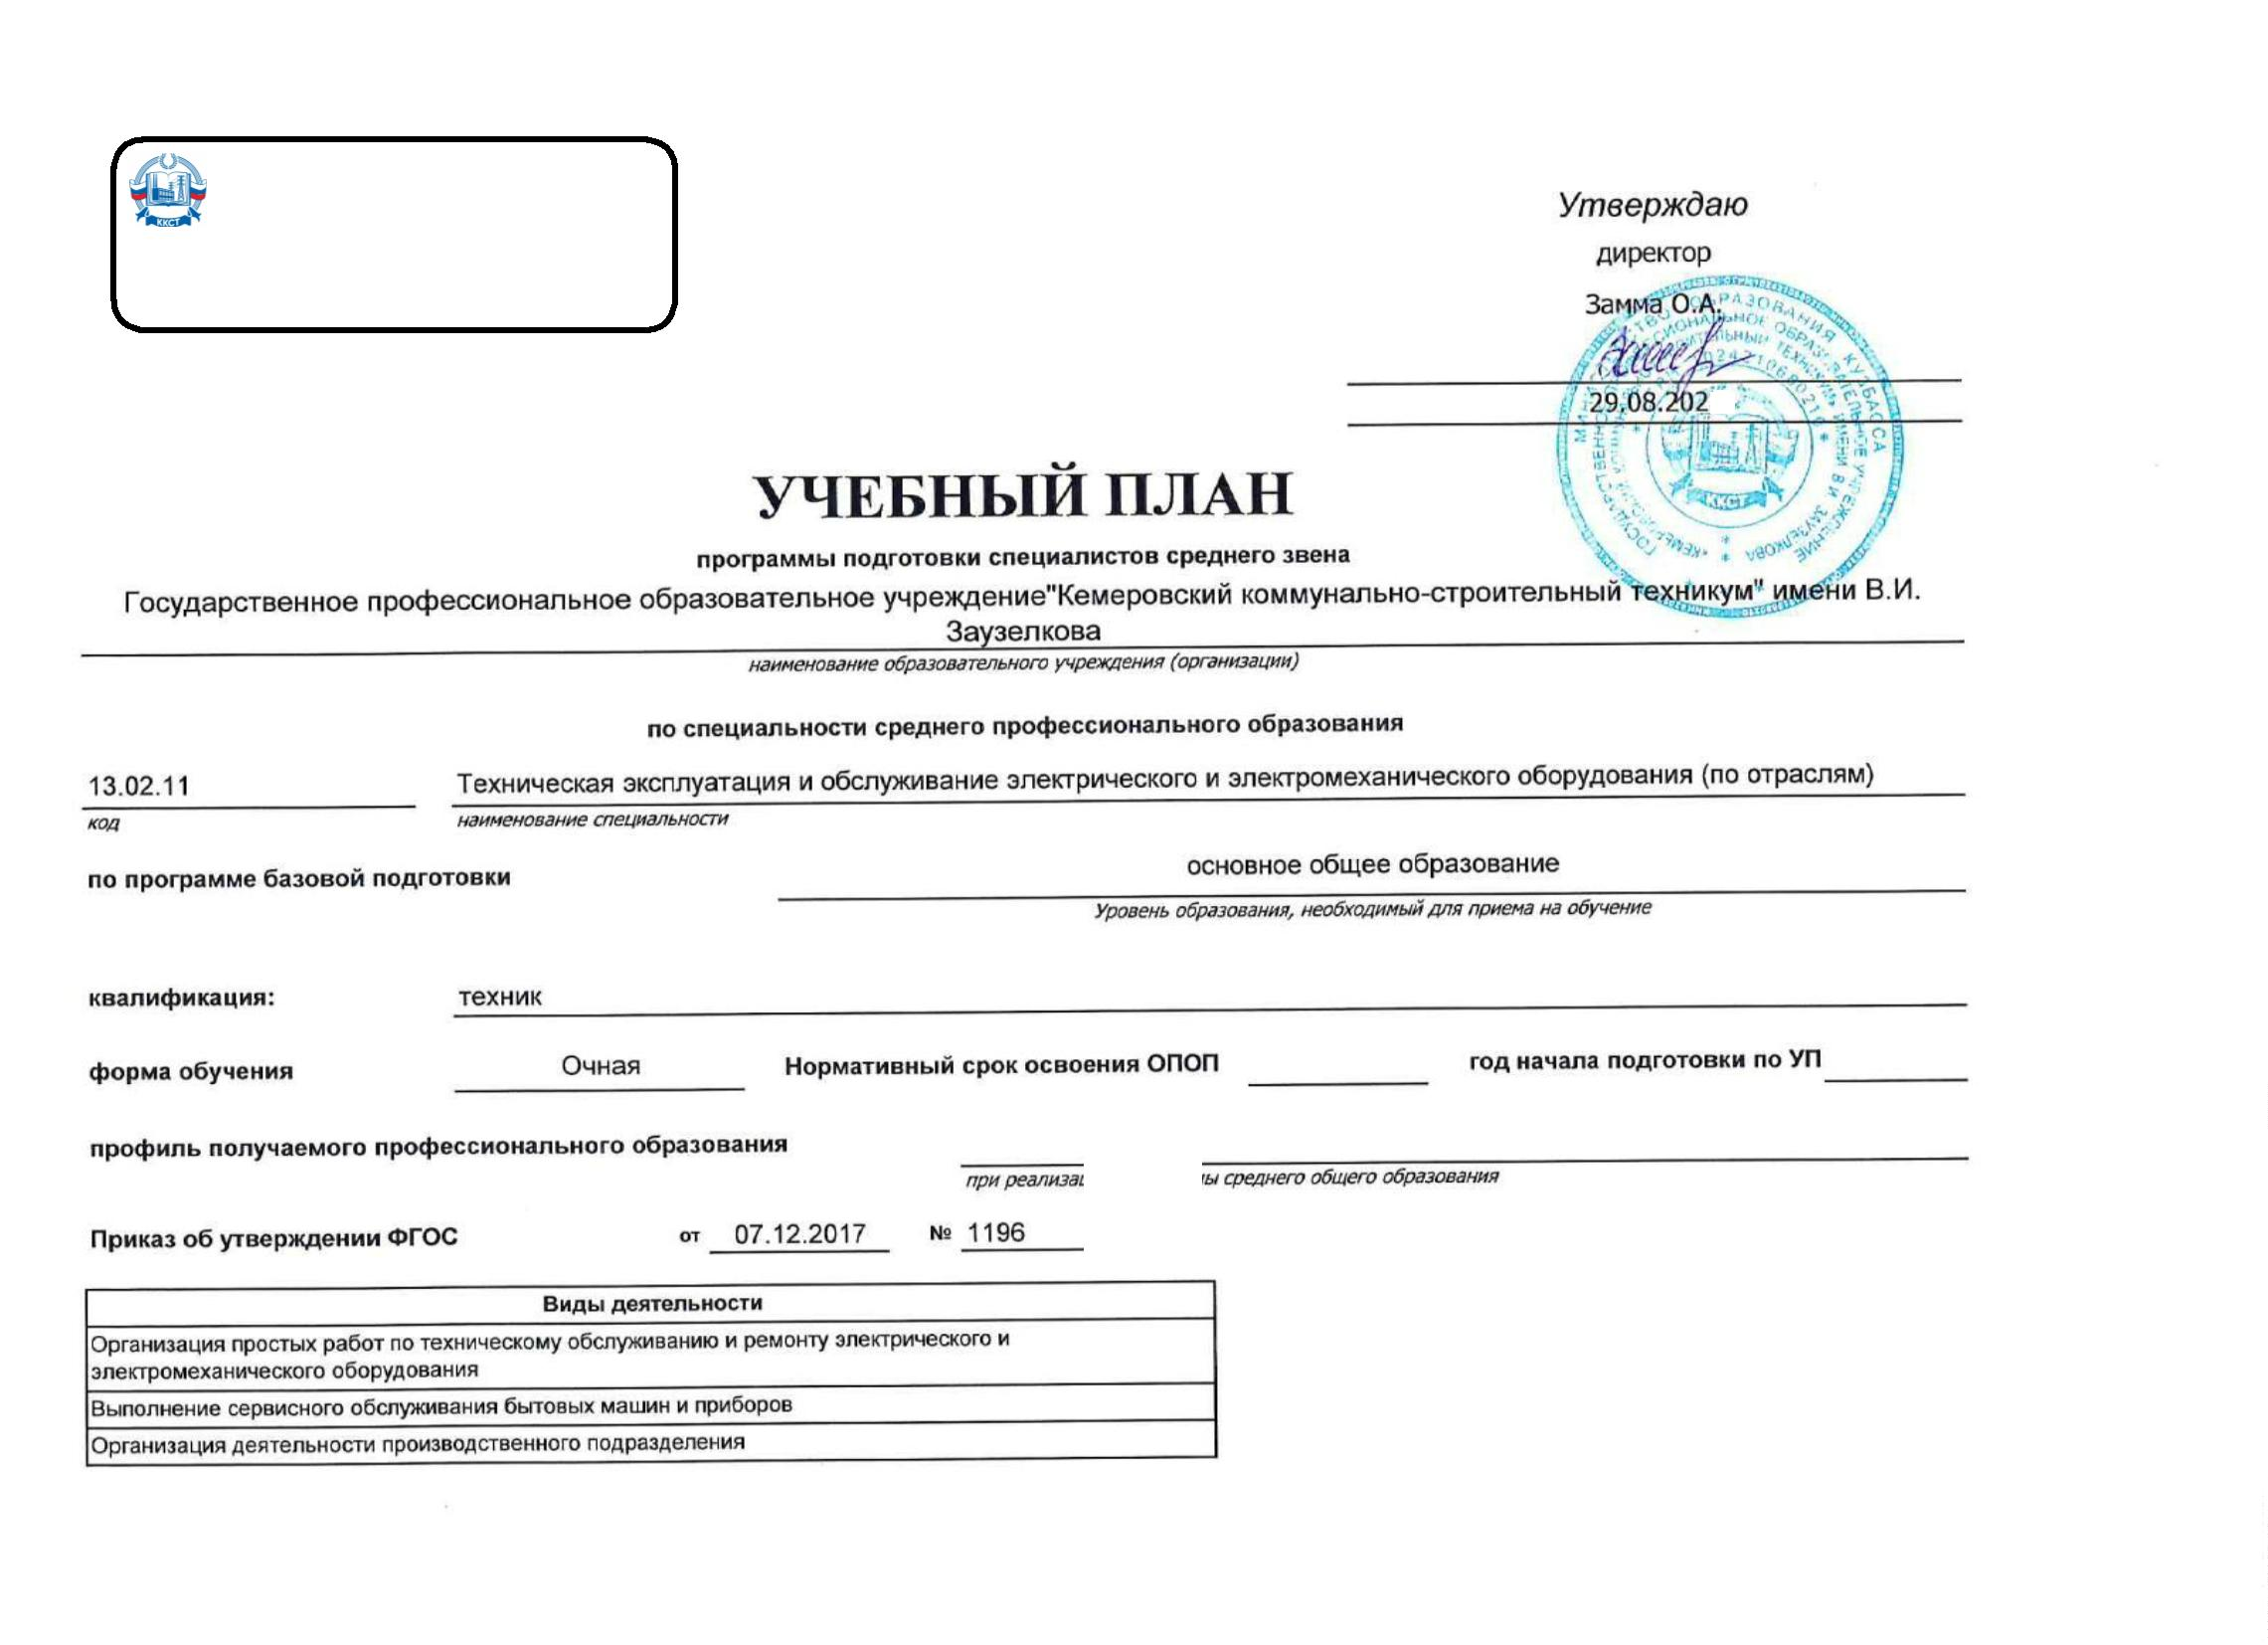 ККСТ
Утверждаю
директор
Замма О.А.
29.08.202
УЧЕБНЫЙ ПЛАН
программы подготовки специалистов среднего звена
Государственное профессиональное образовательное учреждение"Кемеровский коммунально-строительный техникум" имени В.И.
Заузелкова
наименование образовательного учреждения (организации)
по специальности среднего профессионального образования
13.02.11 Техническая эксплуатация и обслуживание электрического и электромеханического оборудования (по отраслям)
код наименование специальности
основное общее образование
по программе базовой подготовки
Уровень образования, необходимый для приема на обучение
квалификация: техник
форма обучения Очная Нормативный срок освоения ОПОП год начала подготовки по УП
профиль получаемого профессионального образования
при среднего общего образования
Приказ об утверждении ФГОС от 07.12.2017 № 1196
Виды деятельности
Организация простых работ по техническому обслуживанию и ремонту электрического и
электромеханического оборудования
Выполнение сервисного обслуживания бытовых машин и приборов
Организация деятельности производственного подразделения